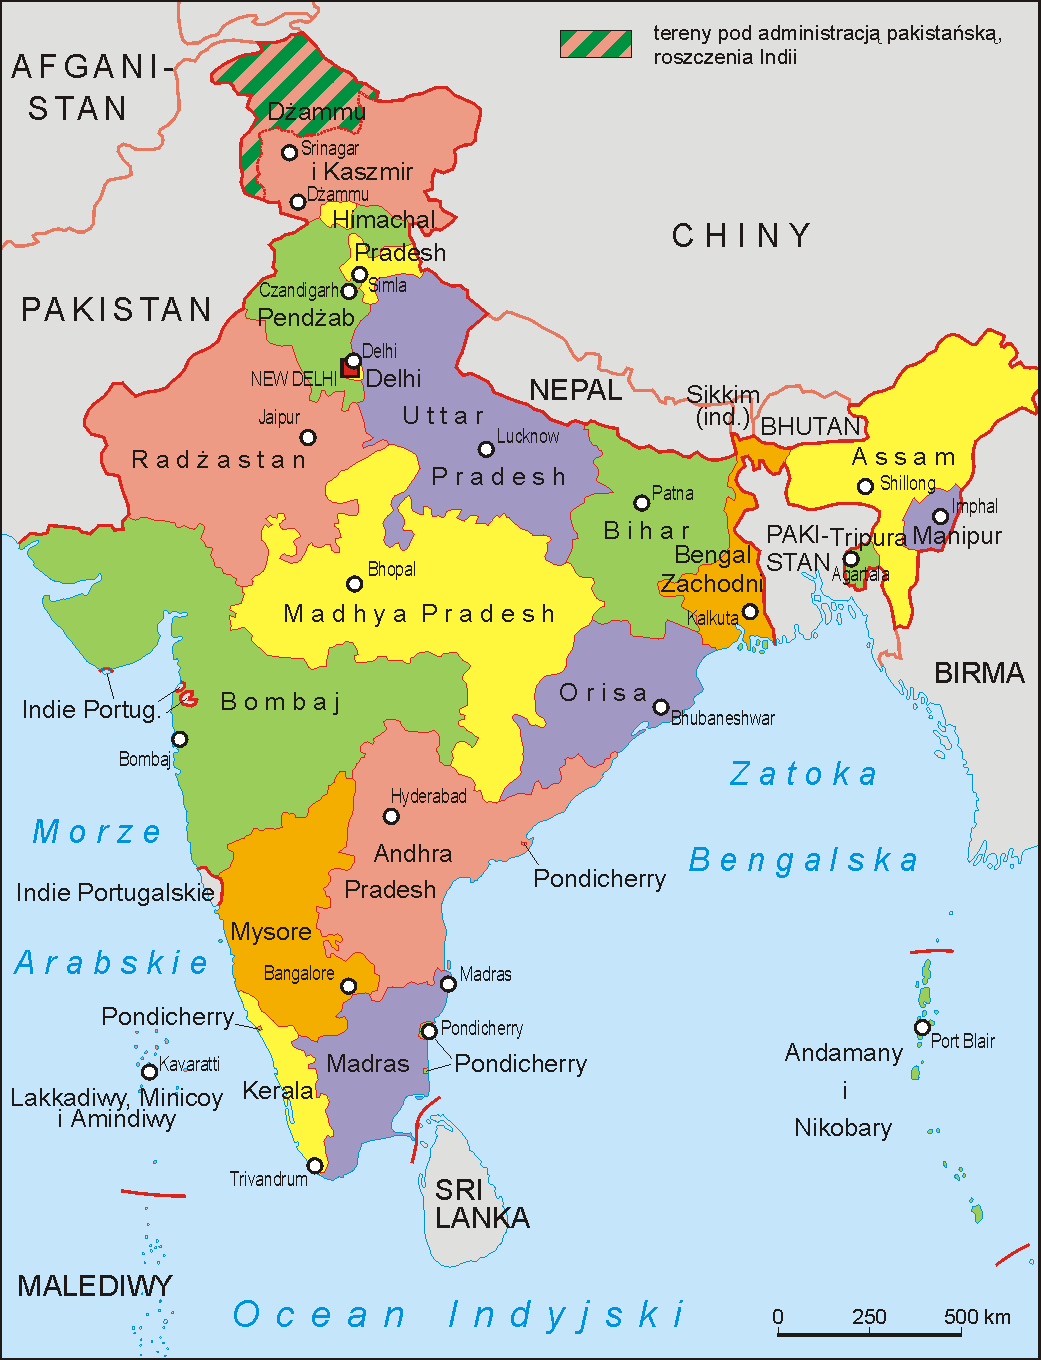 tereny pod administracją pakistańską,
roszczenia Indii
AFGANI-
STAN
Dżammu
Srinagar
i Kaszmir
Dżammu
Himachal
Pradesh
CHINY
Simla
Czandigarh
PAKISTAN
Pendżab
Delhi
NEW DELHI
Delhi
NEPAL
Sikkim
(ind.)
BHUTAN
Jaipur
Uttar
Lucknow
Radżastan
Pradesh
Assam
Shillong
Patna
Imphal
Bihar
PAKI-
STAN
Tripura
Manipur
Bengal
Zachodni
Agartala
Bhopal
Madhya Pradesh
Kalkuta
BIRMA
Orisa
Bombaj
Indie Portug.
Bhubaneshwar
Bombaj
Zatoka
Bengalska
Hyderabad
Morze
Arabskie
Andhra
Pradesh
Pondicherry
Indie Portugalskie
Mysore
Bangalore
Madras
Pondicherry
Pondicherry
Port Blair
Kavaratti
Madras
Pondicherry
Andamany
i
Nikobary
Kerala
Lakkadiwy, Minicoy
i Amindiwy
Trivandrum
SRI
LANKA
MALEDIWY
Ocean Indyjski
0 250 500 km